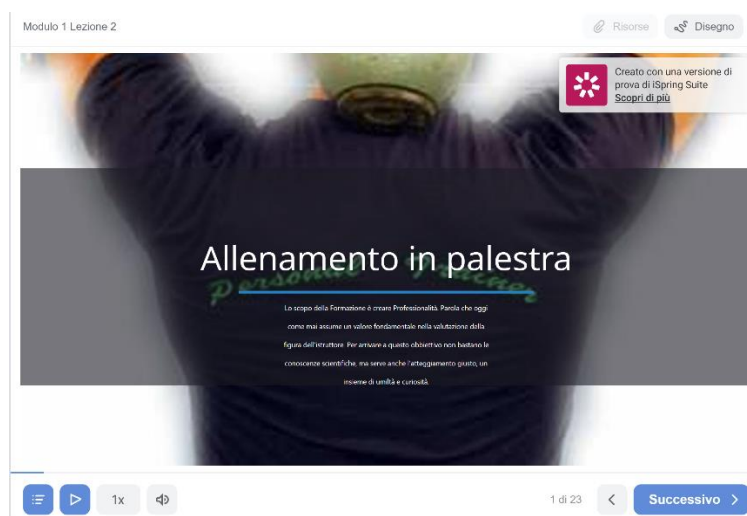 Modulo 1 Lezione 2
Risorse
Disegno
Creato con una versione di
prova di iSpring Suite
Scopri di più
Allenamento in palestra
Personal Trainer
Lo scopo della Formazione è creare Professionalità. Parola che oggi
come mai assume un valore fondamentale nella valutazione della
figura dell'istruttore. Per arrivare a questo obbiettivo non bastano le
conoscenze scientifiche, ma serve anche l'atteggiamento giusto, un
insieme di umiltà e curiosità.
1x
1 di 23
Successivo